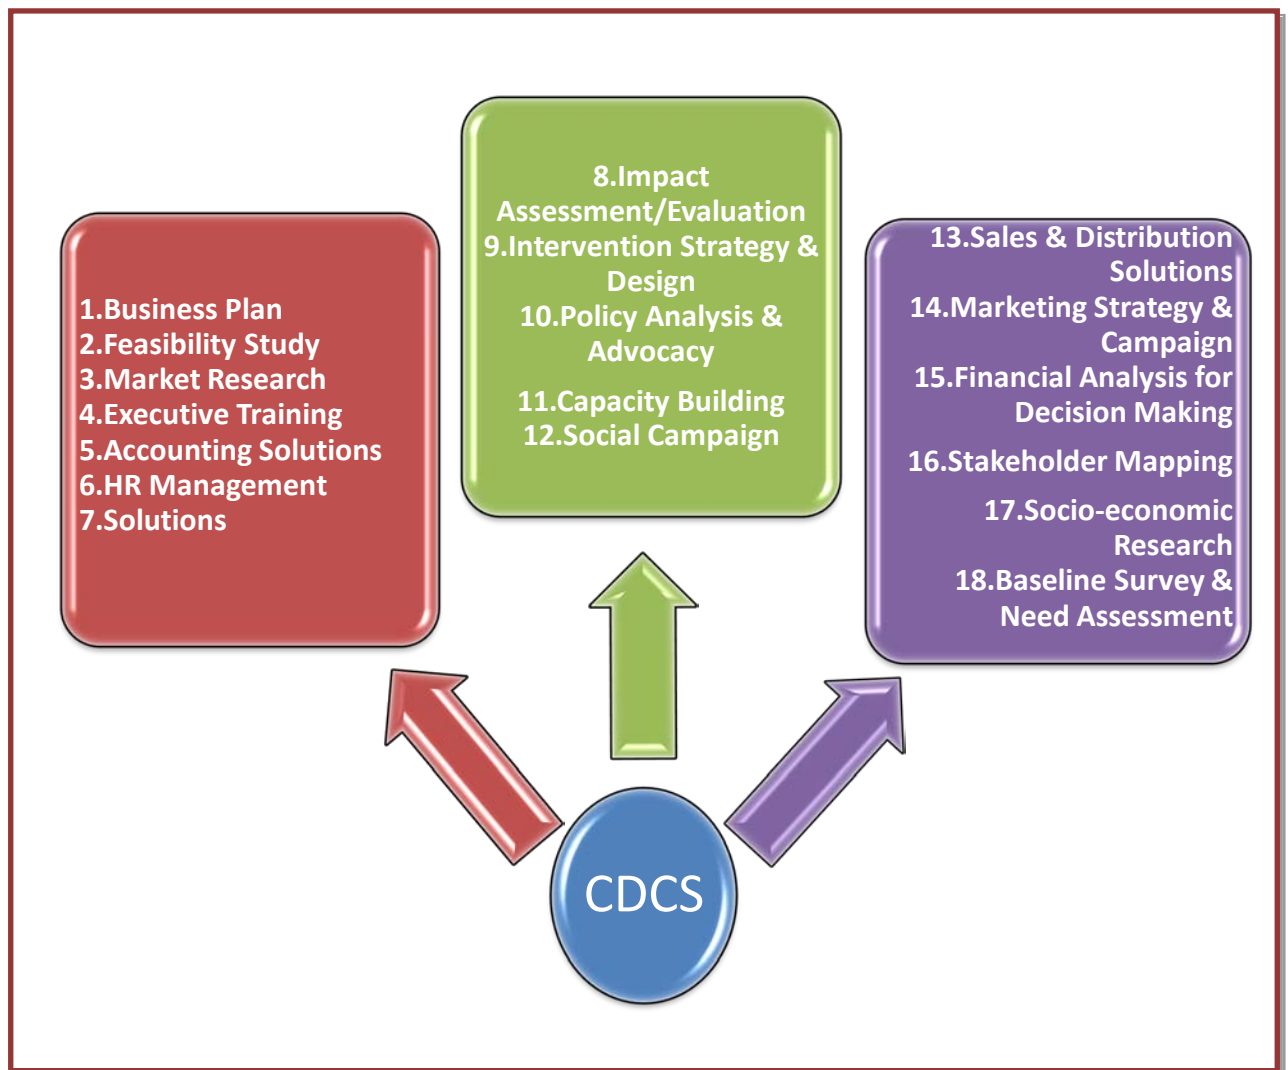 1.Business Plan
2.Feasibility Study
3.Market Research
4.Executive Training
5.Accounting Solutions
6.HR Management
7.Solutions
8.Impact
Assessment/Evaluation
9.Intervention Strategy &
Design
10.Policy Analysis &
Advocacy
11.Capacity Building
12.Social Campaign
13.Sales & Distribution
Solutions
14.Marketing Strategy &
Campaign
15.Financial Analysis for
Decision Making
16.Stakeholder Mapping
17.Socio-economic
Research
18.Baseline Survey &
Need Assessment
CDCS